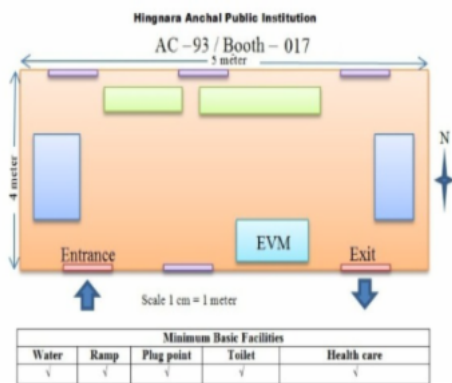 Hingnara Anchal Public Institution
AC – 93 / Booth – 017
5 meter
4 meter
N
EVM
Entrance
Exit
Scale 1 cm = 1 meter
Minimum Basic Facilities
Water Ramp Plug point Toilet Health care
√ √ √ √ √